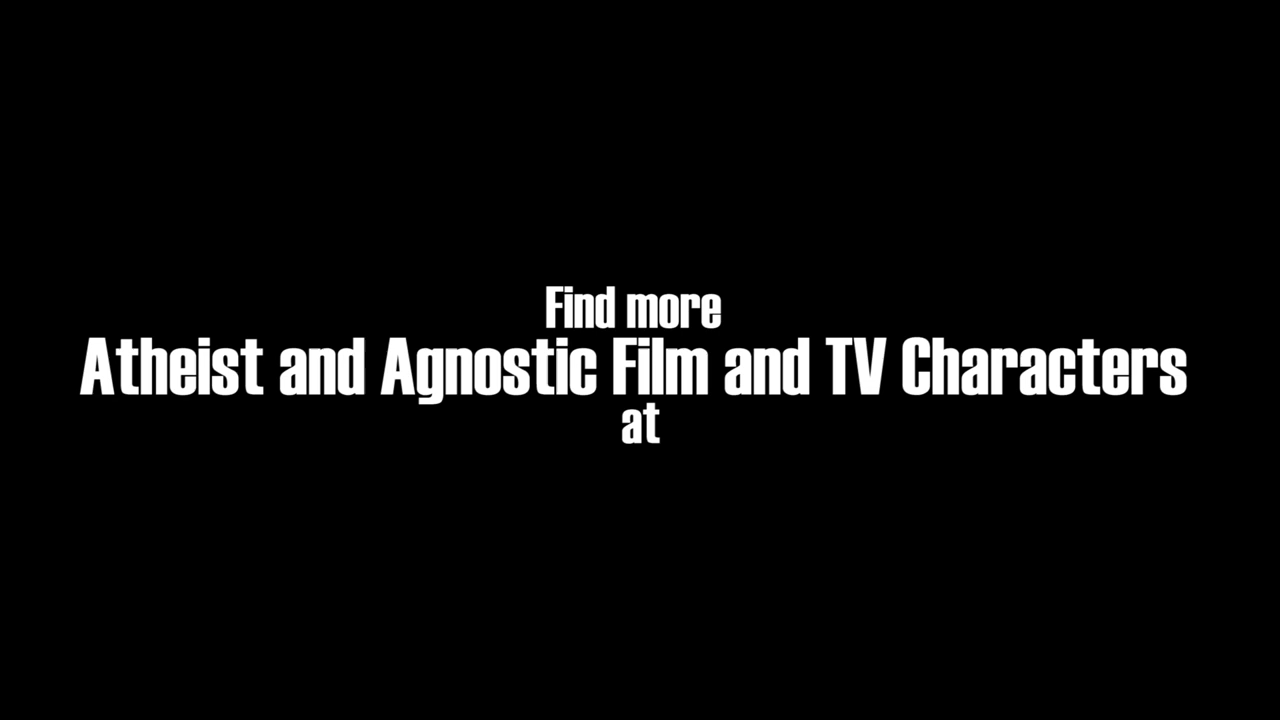 Find more
Atheist and Agnostic Film and TV Characters
at